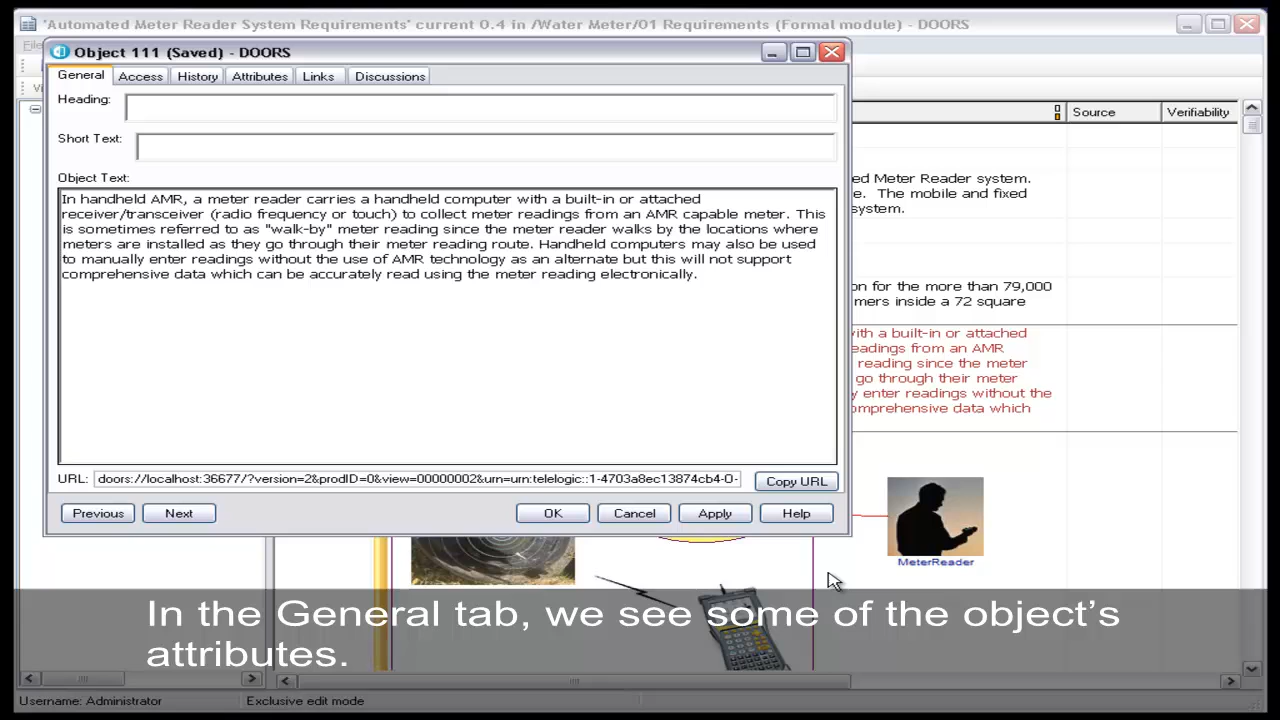 'Automated Meter Reader System Requirements' current 0.4 in /Water Meter/01 Requirements (Formal module) - DOORS
File
Object 111 (Saved) - DOORS
General Access History Attributes Links Discussions
Heading:
Short Text:
Object Text:
In handheld AMR, a meter reader carries a handheld computer with a built-in or attached
receiver/transceiver (radio frequency or touch) to collect meter readings from an AMR capable meter. This
is sometimes referred to as "walk-by" meter reading since the meter reader walks by the locations where
meters are installed as they go through their meter reading route. Handheld computers may also be used
to manually enter readings without the use of AMR technology as an alternate but this will not support
comprehensive data which can be accurately read using the meter reading electronically.
URL: doors://localhost:36677/?version=2&prodID=0&view=00000002&urn=urn:telelogic::1-4703a8ec13874cb4-O-
Copy URL
Previous Next OK Cancel Apply Help
Source Verifiability
ed Meter Reader system.
e. The mobile and fixed
system.
on for the more than 79,000
mers inside a 72 square
with a built-in or attached
eadings from an AMR
reading since the meter
go through their meter
y enter readings without the
omprehensive data which
MeterReader
In the General tab, we see some of the object’s
attributes.
Username: Administrator Exclusive edit mode